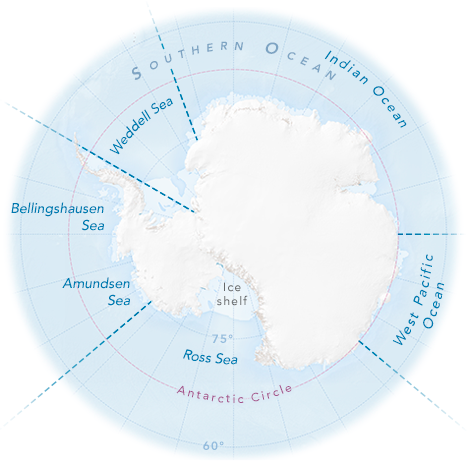 SOUTHERN OCEAN
Indian Ocean
Weddell Sea
Bellingshausen
Sea
Amundsen
Sea
Ice
shelf
West Pacific
Ocean
75°
Ross Sea
Antarctic Circle
60°